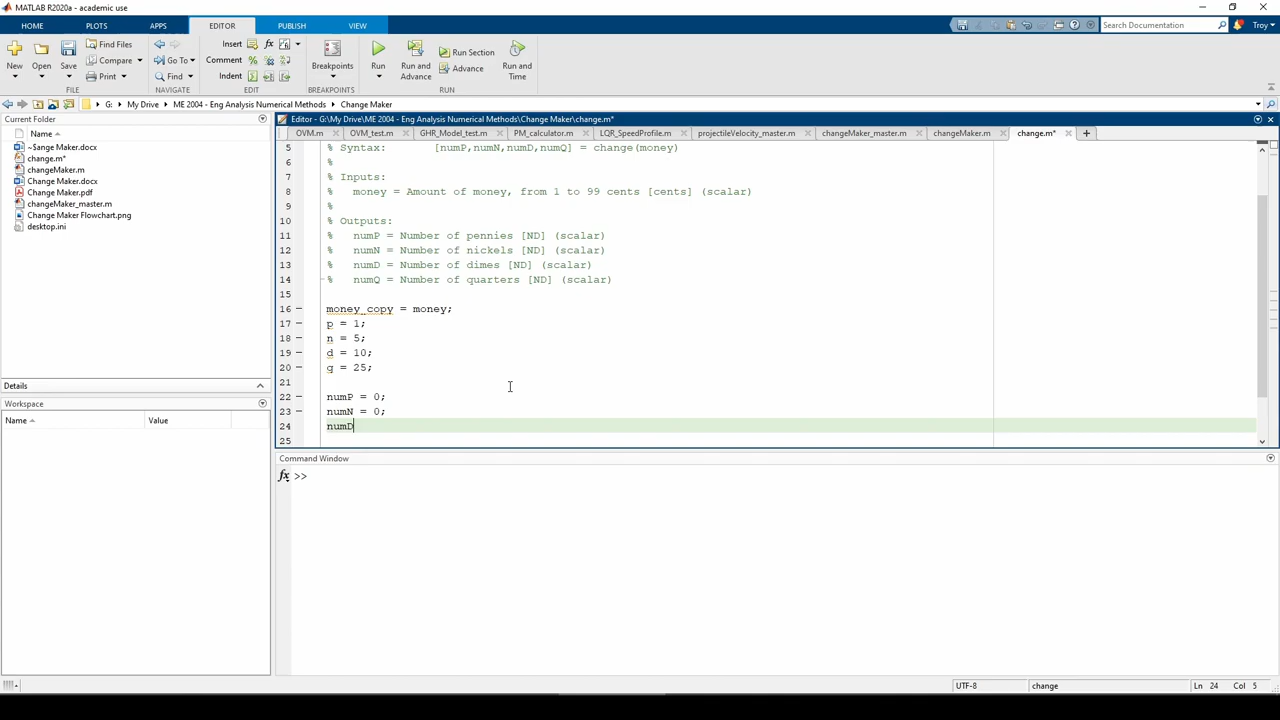 MATLAB R2020a - academic use
HOME PLOTS APPS EDITOR PUBLISH VIEW Search Documentation Troy
New Open Save Find Files Compare Print Go To Find Insert fx Comment Indent Breakpoints Run Run and Advance Run Section Advance Run and Time
FILE NAVIGATE EDIT BREAKPOINTS RUN
G: My Drive ME 2004 - Eng Analysis Numerical Methods Change Maker
Current Folder
Name
~$ange Maker.docx
change.m*
changeMaker.m
Change Maker.docx
Change Maker.pdf
changeMaker_master.m
Change Maker Flowchart.png
desktop.ini
Details
Workspace
Name Value
Editor - G:\My Drive\ME 2004 - Eng Analysis Numerical Methods\Change Maker\change.m*
OVM.m OVM_test.m GHR_Model_test.m PM_calculator.m LQR_SpeedProfile.m projectileVelocity_master.m changeMaker_master.m changeMaker.m change.m*
5 % Syntax: [numP,numN,numD,numQ] = change(money)
6 %
7 % Inputs:
8 % money = Amount of money, from 1 to 99 cents [cents] (scalar)
9 %
10 % Outputs:
11 % numP = Number of pennies [ND] (scalar)
12 % numN = Number of nickels [ND] (scalar)
13 % numD = Number of dimes [ND] (scalar)
14 % numQ = Number of quarters [ND] (scalar)
15
16 money_copy = money;
17 p = 1;
18 n = 5;
19 d = 10;
20 q = 25;
21
22 numP = 0;
23 numN = 0;
24 numD
25
Command Window
fx >>
UTF-8 change Ln 24 Col 5